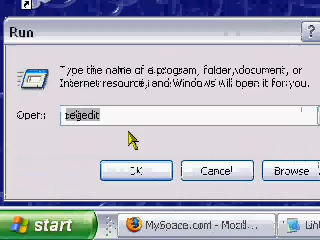 Run
?
Type the name of a program, folder, document, or
Internet resource, and Windows will open it for you.
Open: regedit
OK Cancel Browse
start MySpace.com - Mozil...